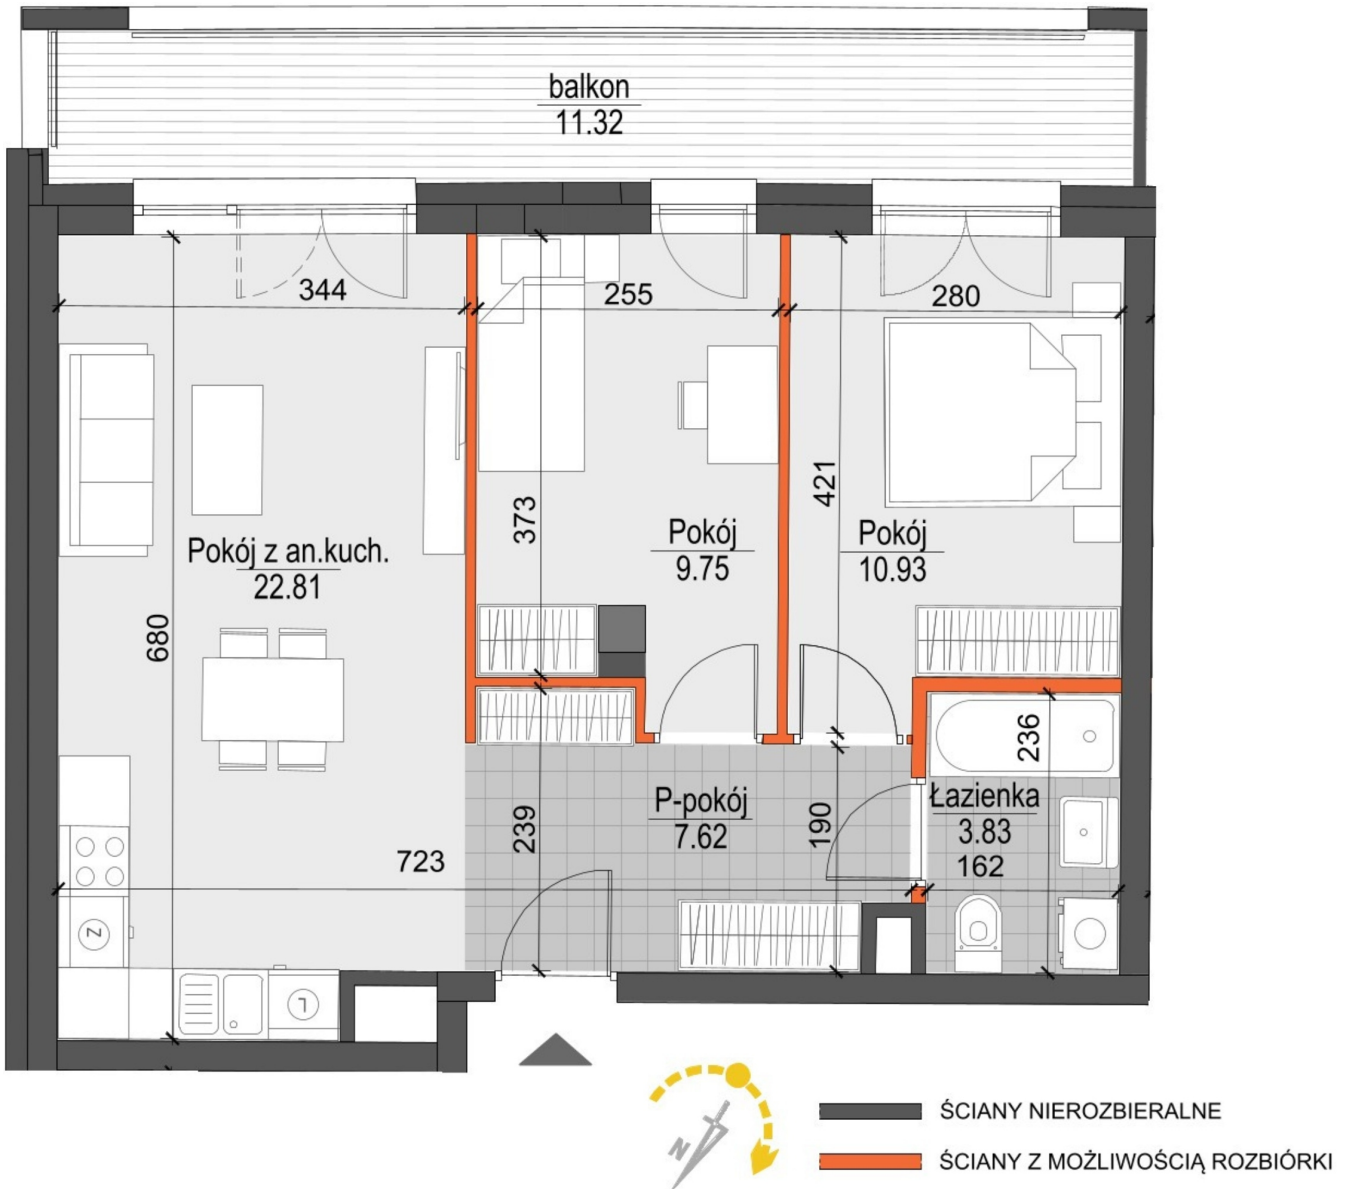 balkon
11.32
344
255
280
373
421
Pokój
9.75
Pokój
10.93
Pokój z an.kuch.
22.81
680
236
P-pokój
7.62
Łazienka
3.83
239
190
723
162
Z
L
N
ŚCIANY NIEROZBIERALNE
ŚCIANY Z MOŻLIWOŚCIĄ ROZBIÓRKI